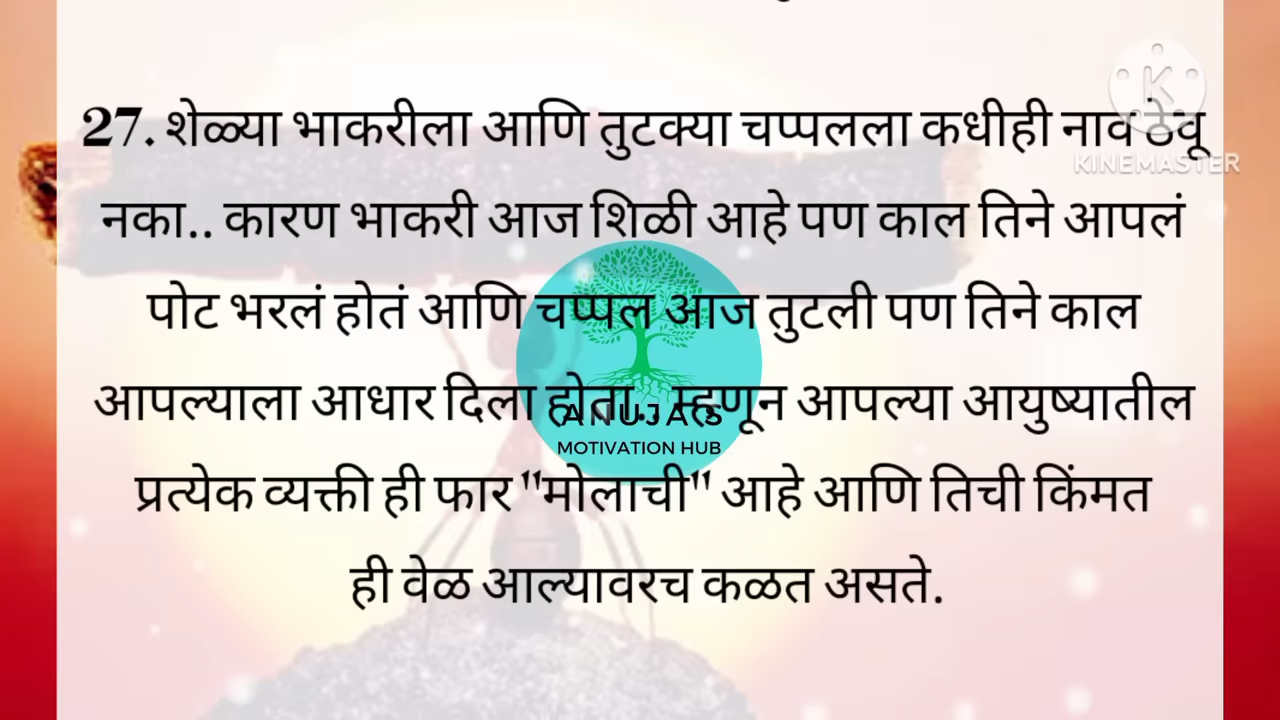 27. शेळ्या भाकरीला आणि तुटक्या चप्पलला कधीही नाव ठेवू
नका.. कारण भाकरी आज शिळी आहे पण काल तिने आपलं
पोट भरलं होतं आणि चप्पल आज तुटली पण तिने काल
आपल्याला आधार दिला होता.. म्हणून आपल्या आयुष्यातील
प्रत्येक व्यक्ती ही फार "मोलाची" आहे आणि तिची किंमत
ही वेळ आल्यावरच कळत असते.
K
KINEMASTER
ANUJA'S
MOTIVATION HUB